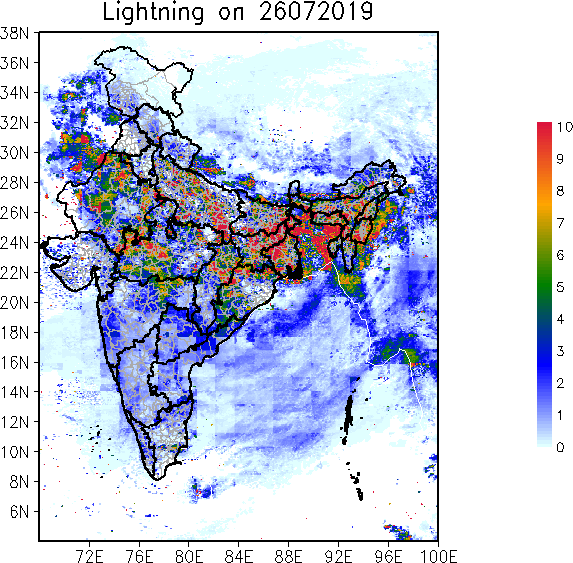 Lightning on 26072019
38N
36N
34N
32N
30N
28N
26N
24N
22N
20N
18N
16N
14N
12N
10N
8N
6N
72E 76E 80E 84E 88E 92E 96E 100E
10
9
8
7
6
5
4
3
2
1
0